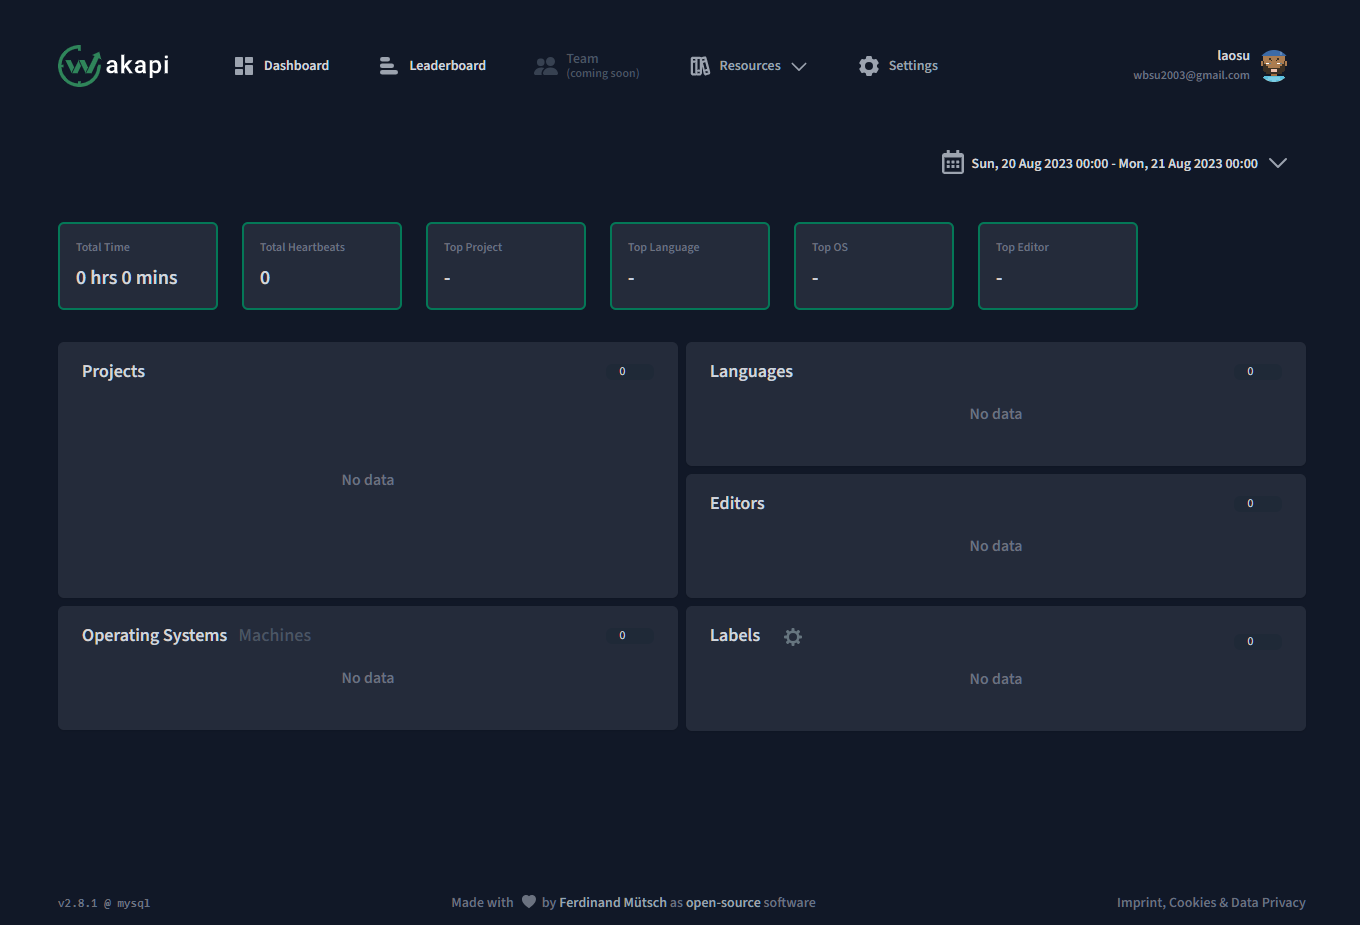 wakapi
Dashboard
Leaderboard
Team
(coming soon)
Resources
Settings
laosu
wbsu2003@gmail.com
Sun, 20 Aug 2023 00:00 - Mon, 21 Aug 2023 00:00
Total Time
0 hrs 0 mins
Total Heartbeats
0
Top Project
-
Top Language
-
Top OS
-
Top Editor
-
Projects
0
No data
Languages
0
No data
Editors
0
No data
Operating Systems Machines
0
No data
Labels
0
No data
v2.8.1 @ mysql
Made with by Ferdinand Mütsch as open-source software
Imprint, Cookies & Data Privacy